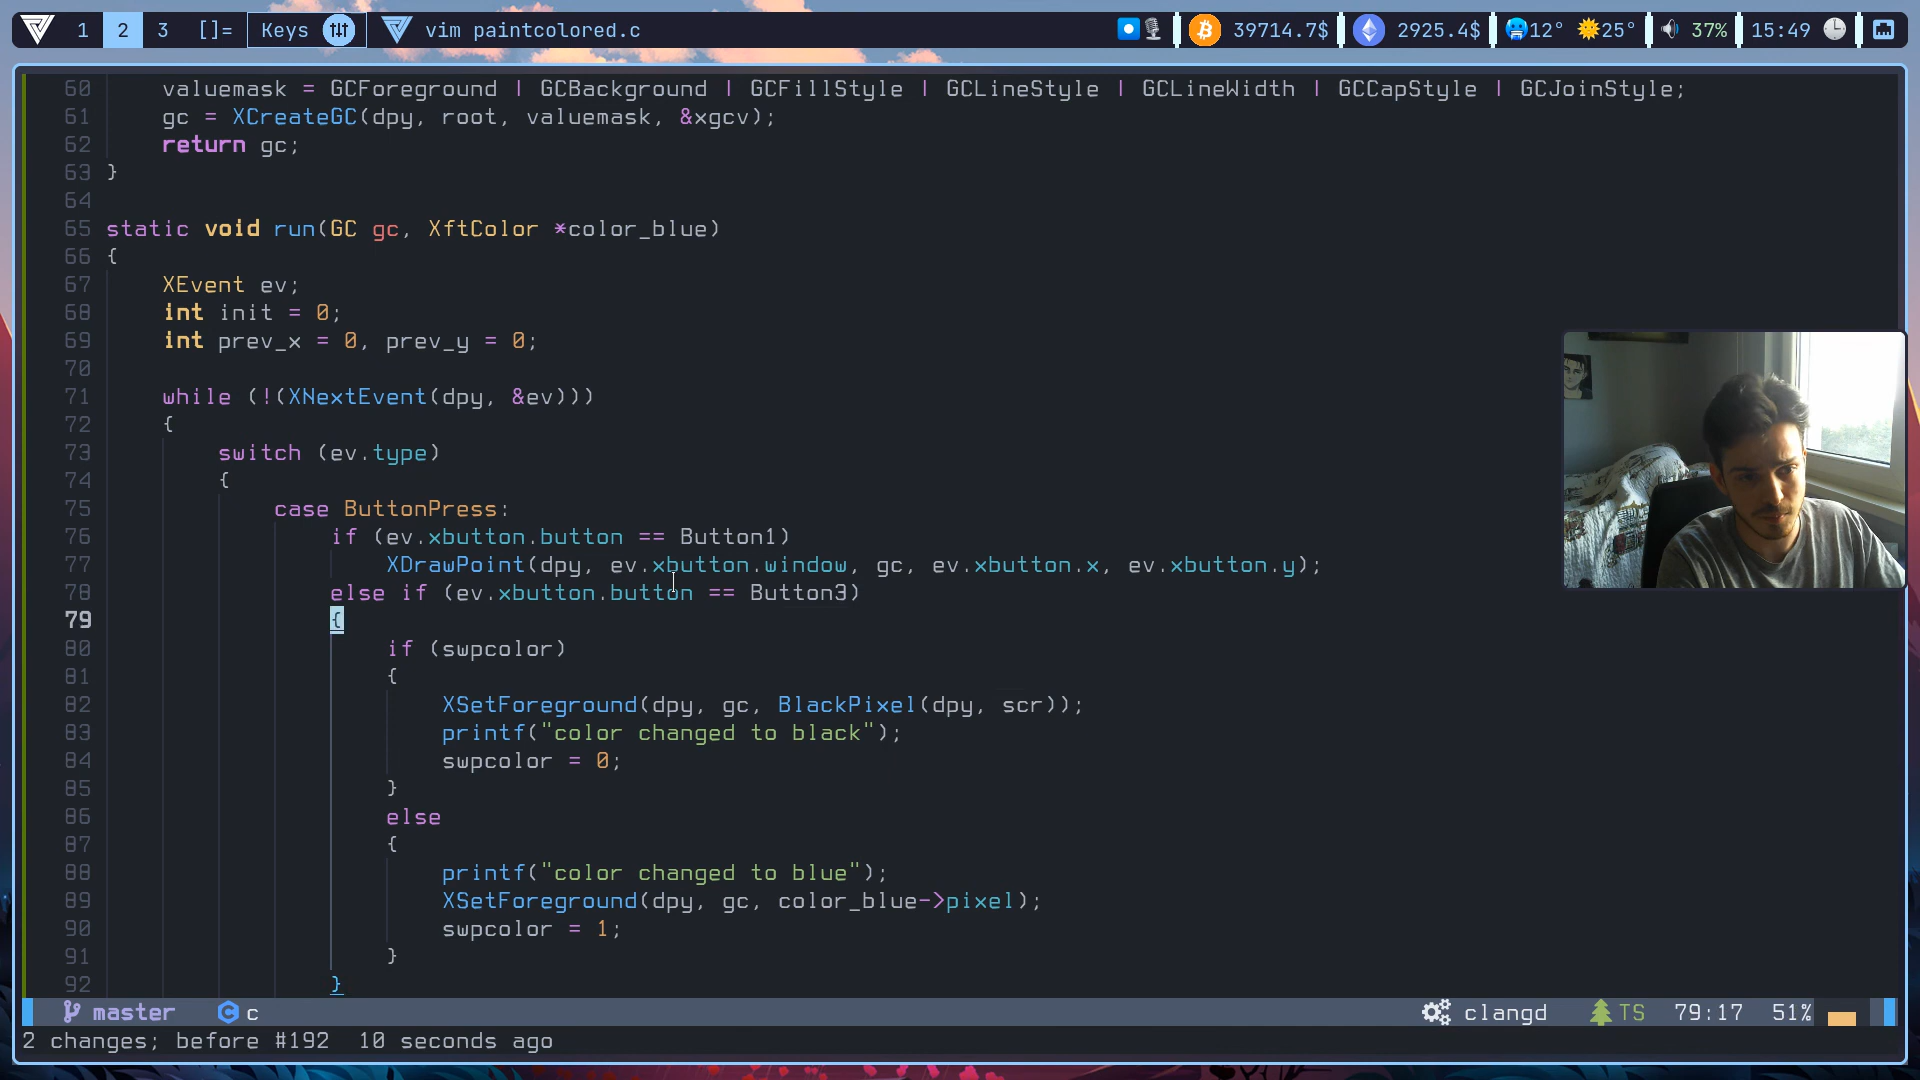 1 2 3 []= Keys vim paintcolored.c 39714.7$ 2925.4$ 12° 25° 37% 15:49
60 valuemask = GCForeground | GCBackground | GCFillStyle | GCLineStyle | GCLineWidth | GCCapStyle | GCJoinStyle;
61 gc = XCreateGC(dpy, root, valuemask, &xgcv);
62 return gc;
63 }
64
65 static void run(GC gc, XftColor *color_blue)
66 {
67 XEvent ev;
68 int init = 0;
69 int prev_x = 0, prev_y = 0;
70
71 while (!(XNextEvent(dpy, &ev)))
72 {
73 switch (ev.type)
74 {
75 case ButtonPress:
76 if (ev.xbutton.button == Button1)
77 XDrawPoint(dpy, ev.xbutton.window, gc, ev.xbutton.x, ev.xbutton.y);
78 else if (ev.xbutton.button == Button3)
79 {
80 if (swpcolor)
81 {
82 XSetForeground(dpy, gc, BlackPixel(dpy, scr));
83 printf("color changed to black");
84 swpcolor = 0;
85 }
86 else
87 {
88 printf("color changed to blue");
89 XSetForeground(dpy, gc, color_blue->pixel);
90 swpcolor = 1;
91 }
92 }
master c clangd TS 79:17 51%
2 changes; before #192 10 seconds ago